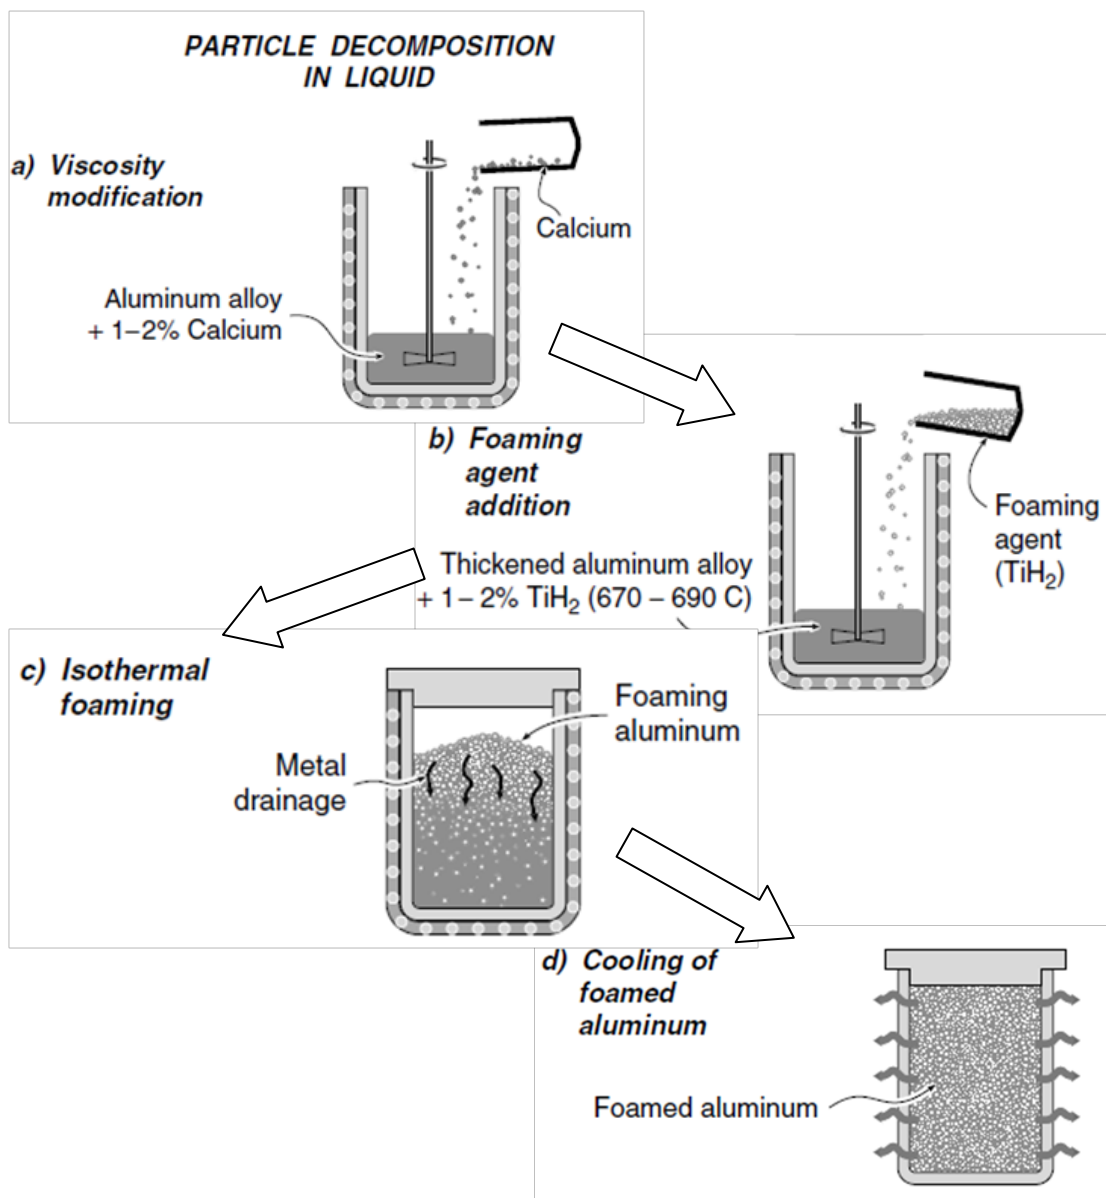 PARTICLE DECOMPOSITION
IN LIQUID
a) Viscosity
modification
Calcium
Aluminum alloy
+ 1–2% Calcium
b) Foaming
agent
addition
Foaming
agent
(TiH₂)
Thickened aluminum alloy
+ 1– 2% TiH₂ (670 – 690 C)
c) Isothermal
foaming
Foaming
aluminum
Metal
drainage
d) Cooling of
foamed
aluminum
Foamed aluminum